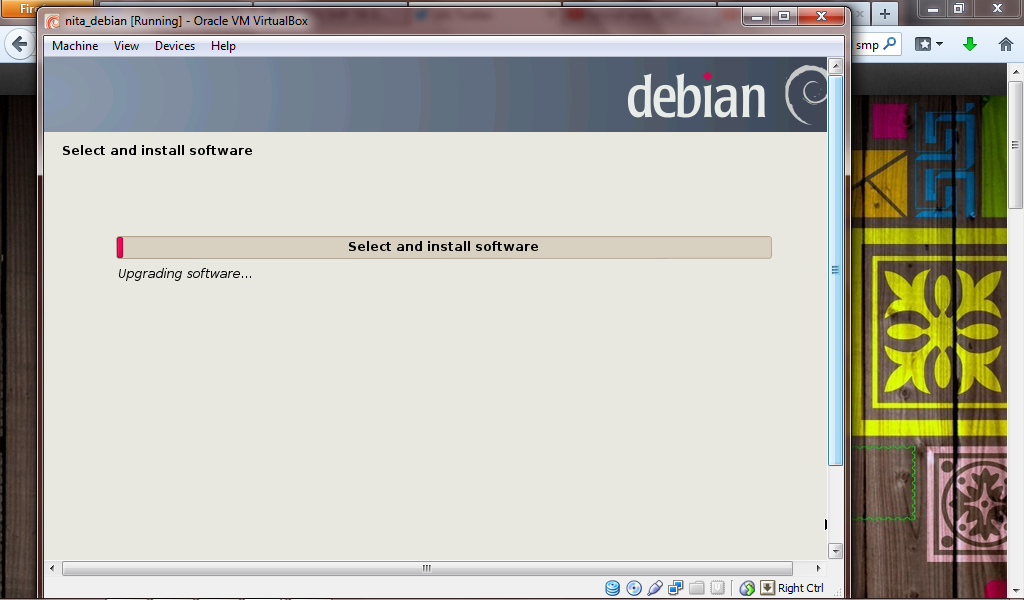 Fir
nita_debian [Running] - Oracle VM VirtualBox
Machine View Devices Help
smp
debian
Select and install software
Select and install software
Upgrading software...
Right Ctrl